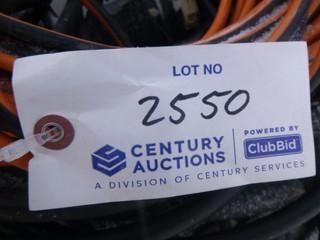 LOT NO
2550
CENTURY AUCTIONS
POWERED BY
ClubBid
A DIVISION OF CENTURY SERVICES